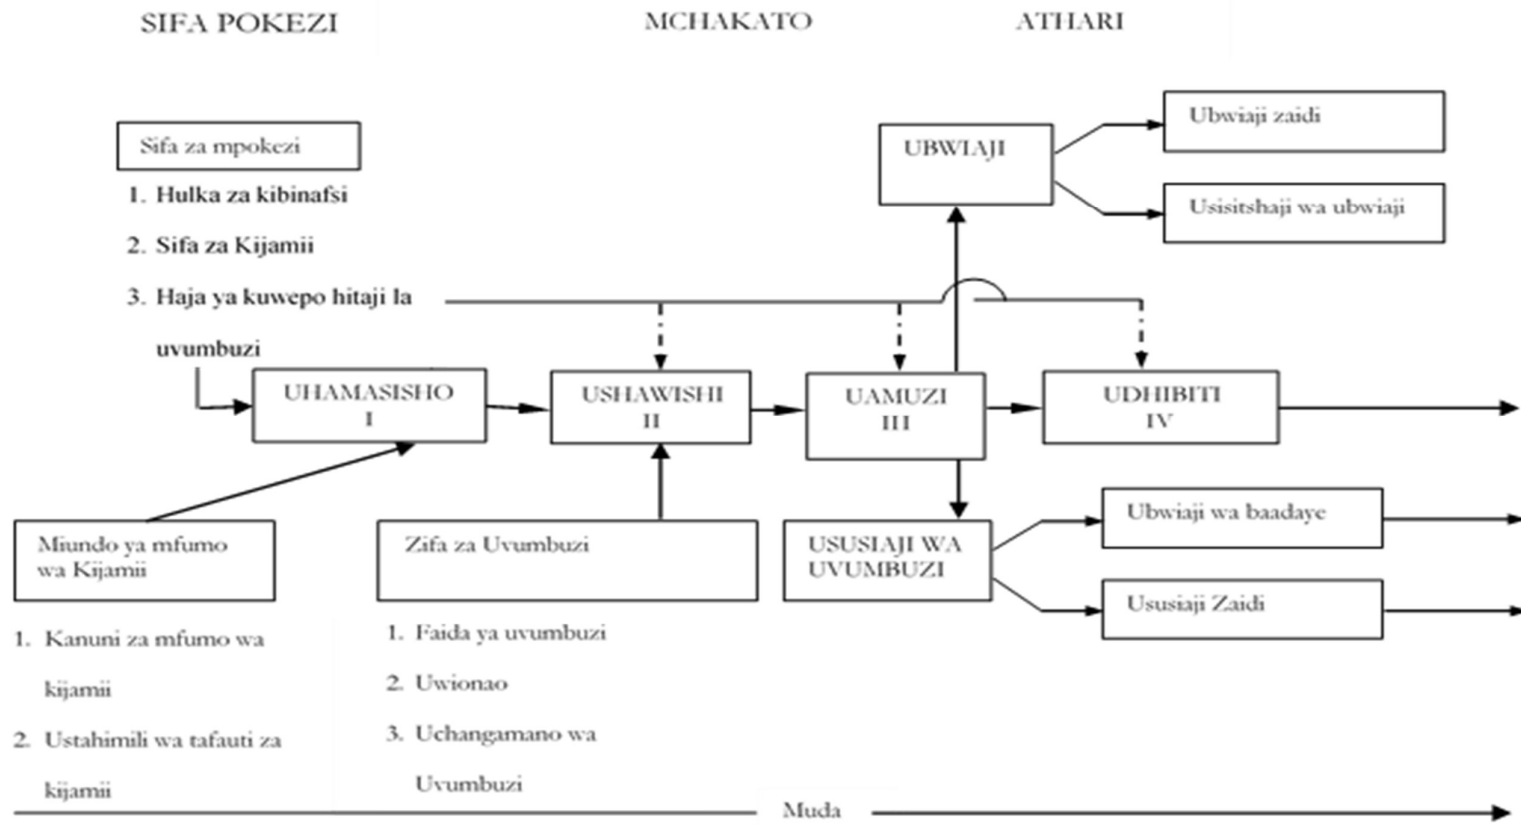 SIFA POKEZI
MCHAKATO
ATHARI
Sifa za mpokezi
1. Hulka za kibinafsi
2. Sifa za Kijamii
3. Haja ya kuwepo hitaji la
uvumbuzi
UBWIAJI
Ubwiaji zaidi
Usisitshaji wa ubwiaji
UHAMASISHO
I
USHAWISHI
II
UAMUZI
III
UDHIBITI
IV
Miundo ya mfumo
wa Kijamii
1. Kanuni za mfumo wa
kijamii
2. Ustahimili wa tafauti za
kijamii
Zifa za Uvumbuzi
1. Faida ya uvumbuzi
2. Uwionao
3. Uchangamano wa
Uvumbuzi
USUSIAJI WA
UVUMBUZI
Ubwiaji wa baadaye
Ususiaji Zaidi
Muda